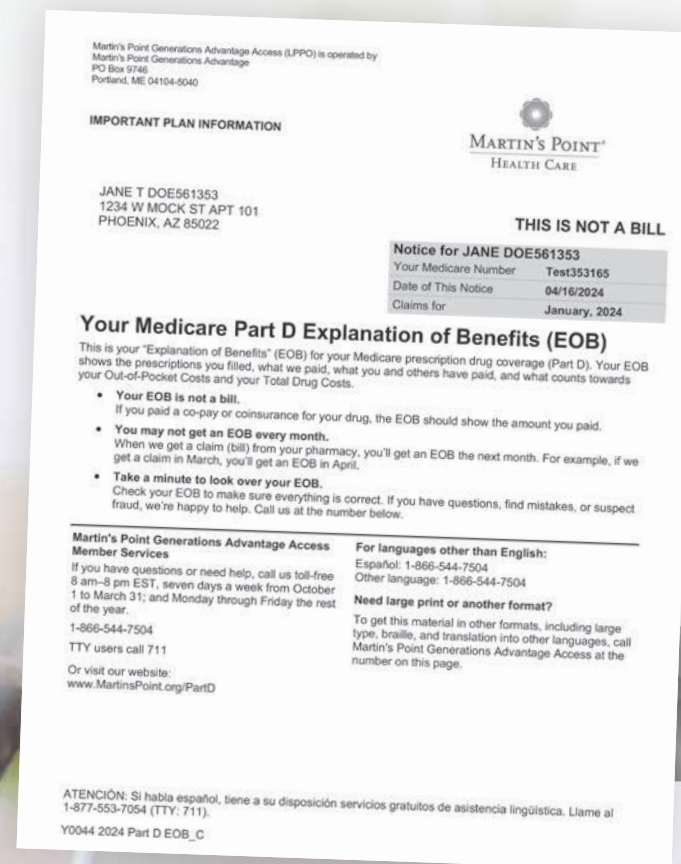 Martin's Point Generations Advantage Access (LPPO) is operated by
Martin's Point Generations Advantage
PO Box 9746
Portland, ME 04104-5040
IMPORTANT PLAN INFORMATION
MARTIN'S POINT®
HEALTH CARE
JANE T DOE561353
1234 W MOCK ST APT 101
PHOENIX, AZ 85022
THIS IS NOT A BILL
Notice for JANE DOE561353
Your Medicare Number Test353165
Date of This Notice 04/16/2024
Claims for January, 2024
Your Medicare Part D Explanation of Benefits (EOB)
This is your "Explanation of Benefits" (EOB) for your Medicare prescription drug coverage (Part D). Your EOB
shows the prescriptions you filled, what we paid, what you and others have paid, and what counts towards
your Out-of-Pocket Costs and your Total Drug Costs.
• Your EOB is not a bill.
If you paid a co-pay or coinsurance for your drug, the EOB should show the amount you paid.
• You may not get an EOB every month.
When we get a claim (bill) from your pharmacy, you'll get an EOB the next month. For example, if we
get a claim in March, you'll get an EOB in April.
• Take a minute to look over your EOB.
Check your EOB to make sure everything is correct. If you have questions, find mistakes, or suspect
fraud, we're happy to help. Call us at the number below.
Martin's Point Generations Advantage Access
Member Services
If you have questions or need help, call us toll-free
8 am–8 pm EST, seven days a week from October
1 to March 31; and Monday through Friday the rest
of the year.
1-866-544-7504
TTY users call 711
Or visit our website:
www.MartinsPoint.org/PartD
For languages other than English:
Español: 1-866-544-7504
Other language: 1-866-544-7504
Need large print or another format?
To get this material in other formats, including large
type, braille, and translation into other languages, call
Martin's Point Generations Advantage Access at the
number on this page.
ATENCIÓN: Si habla español, tiene a su disposición servicios gratuitos de asistencia lingüística. Llame al
1-877-553-7054 (TTY: 711).
Y0044 2024 Part D EOB_C